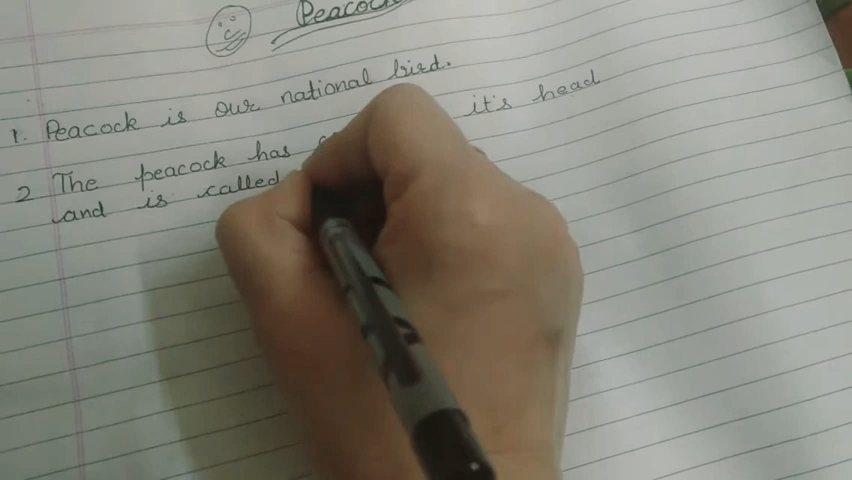 Peacock
1. Peacock is our national bird.
2 The peacock has it's head
and is called